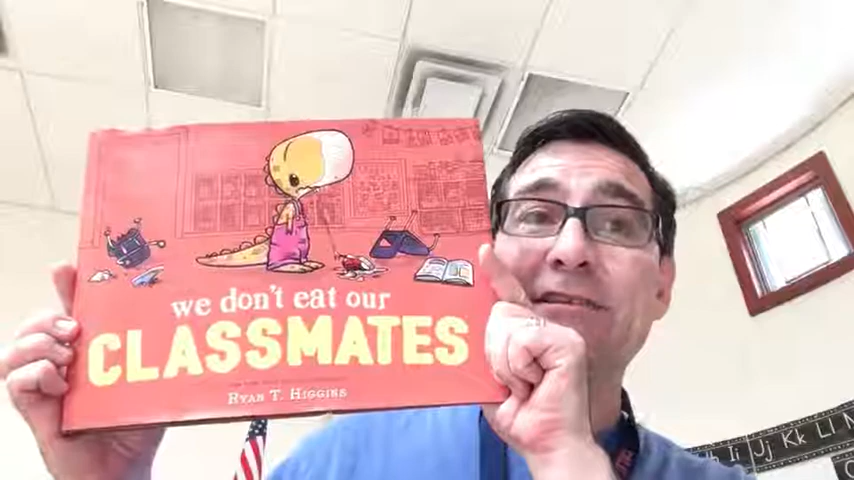 we don't eat our
CLASSMATES
RYAN T. HIGGINS
Ii Jj Kk Ll